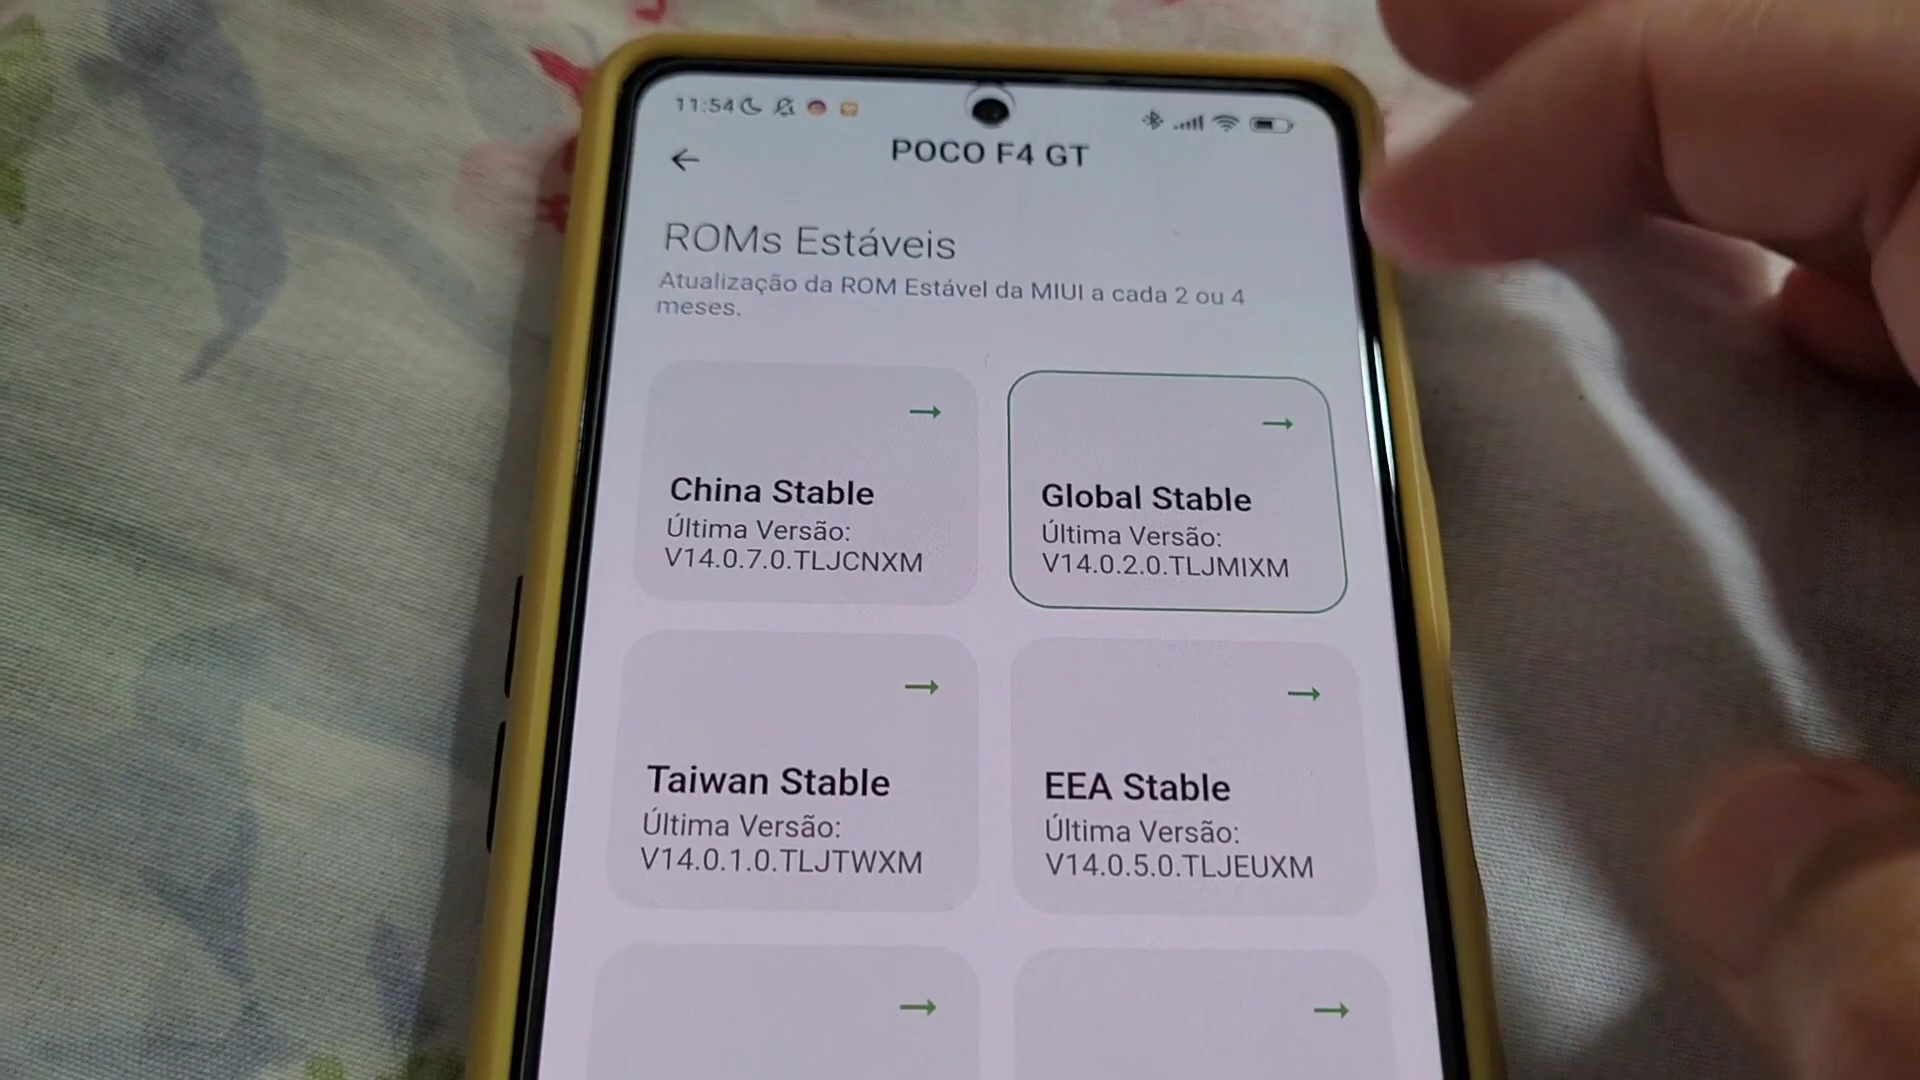 11:54
POCO F4 GT
ROMs Estáveis
Atualização da ROM Estável da MIUI a cada 2 ou 4
meses.
China Stable
Última Versão:
V14.0.7.0.TLJCNXM
Global Stable
Última Versão:
V14.0.2.0.TLJMIXM
Taiwan Stable
Última Versão:
V14.0.1.0.TLJTWXM
EEA Stable
Última Versão:
V14.0.5.0.TLJEUXM